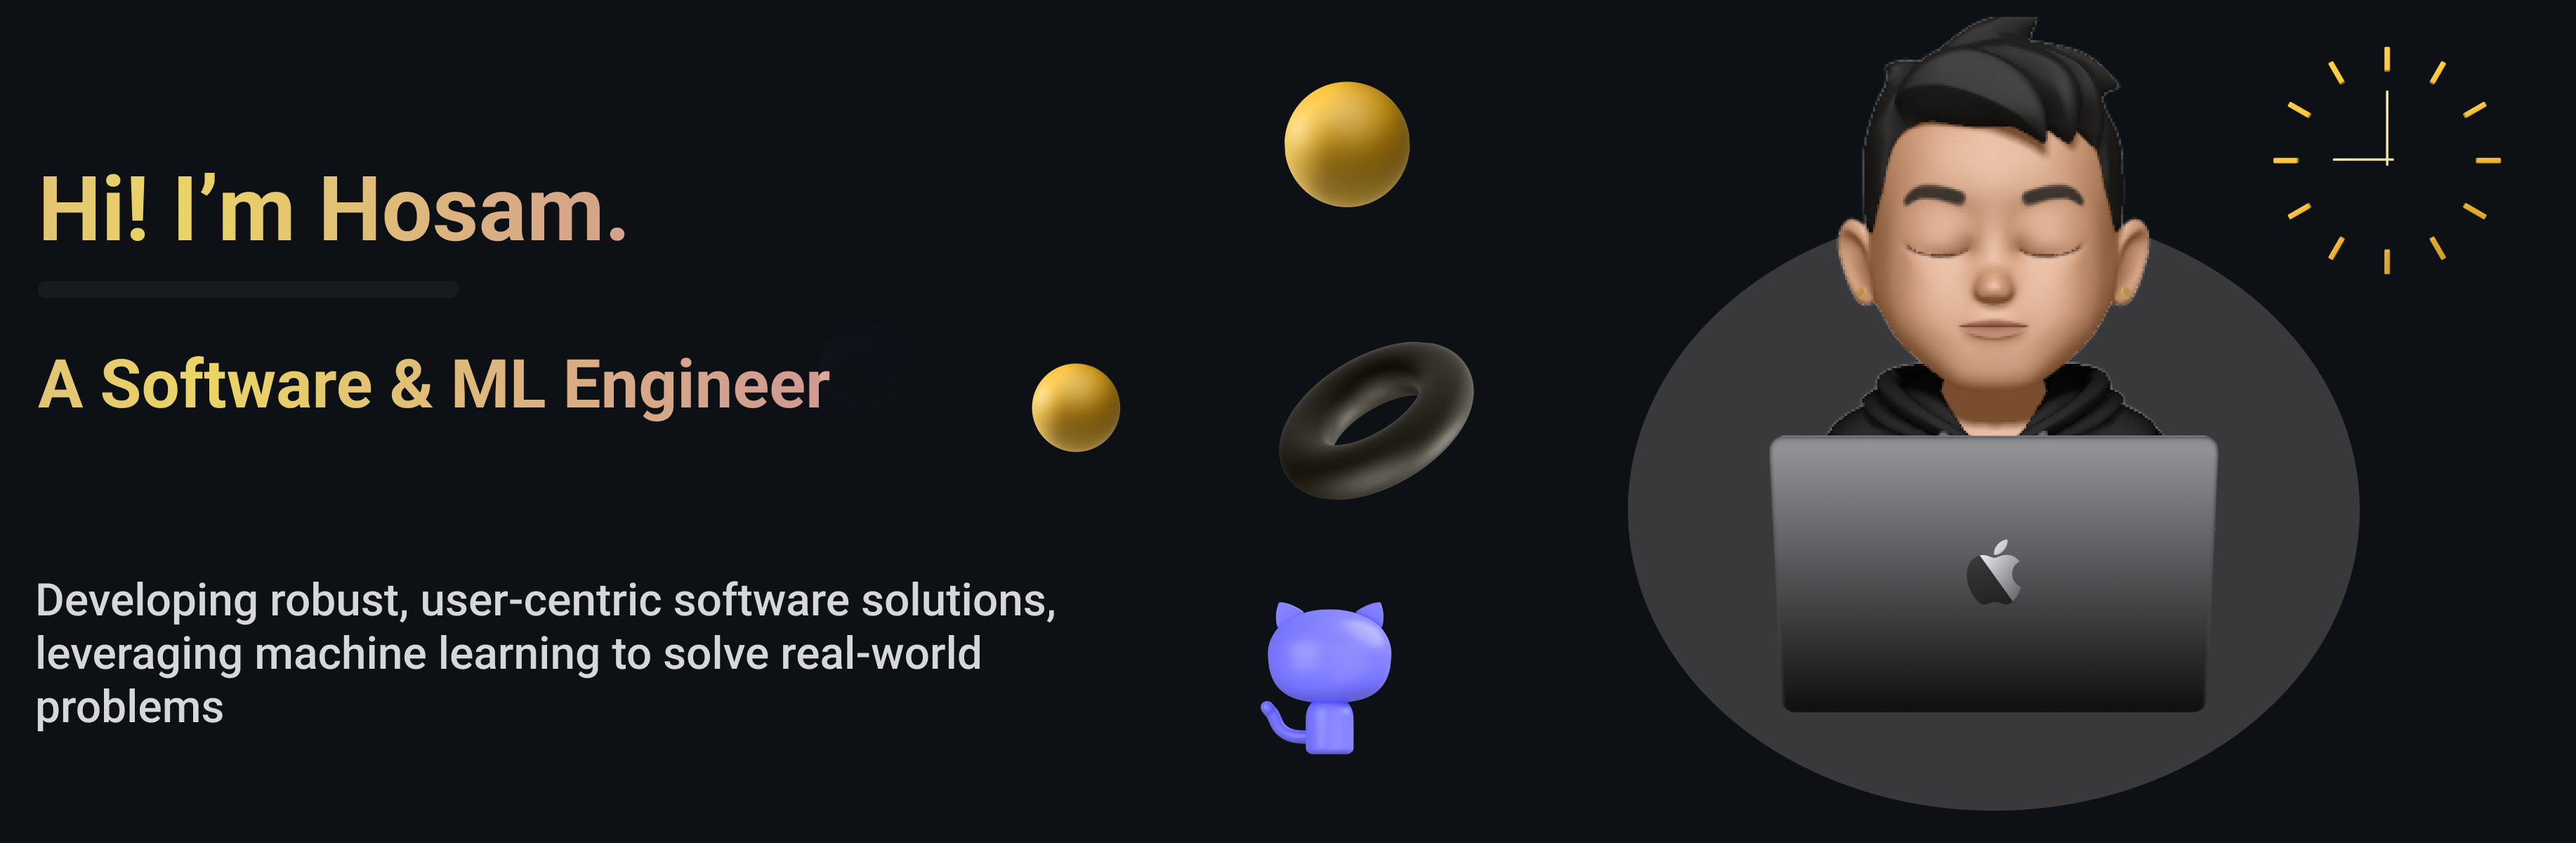 Hi! I’m Hosam.
A Software & ML Engineer
Developing robust, user-centric software solutions,
leveraging machine learning to solve real-world
problems